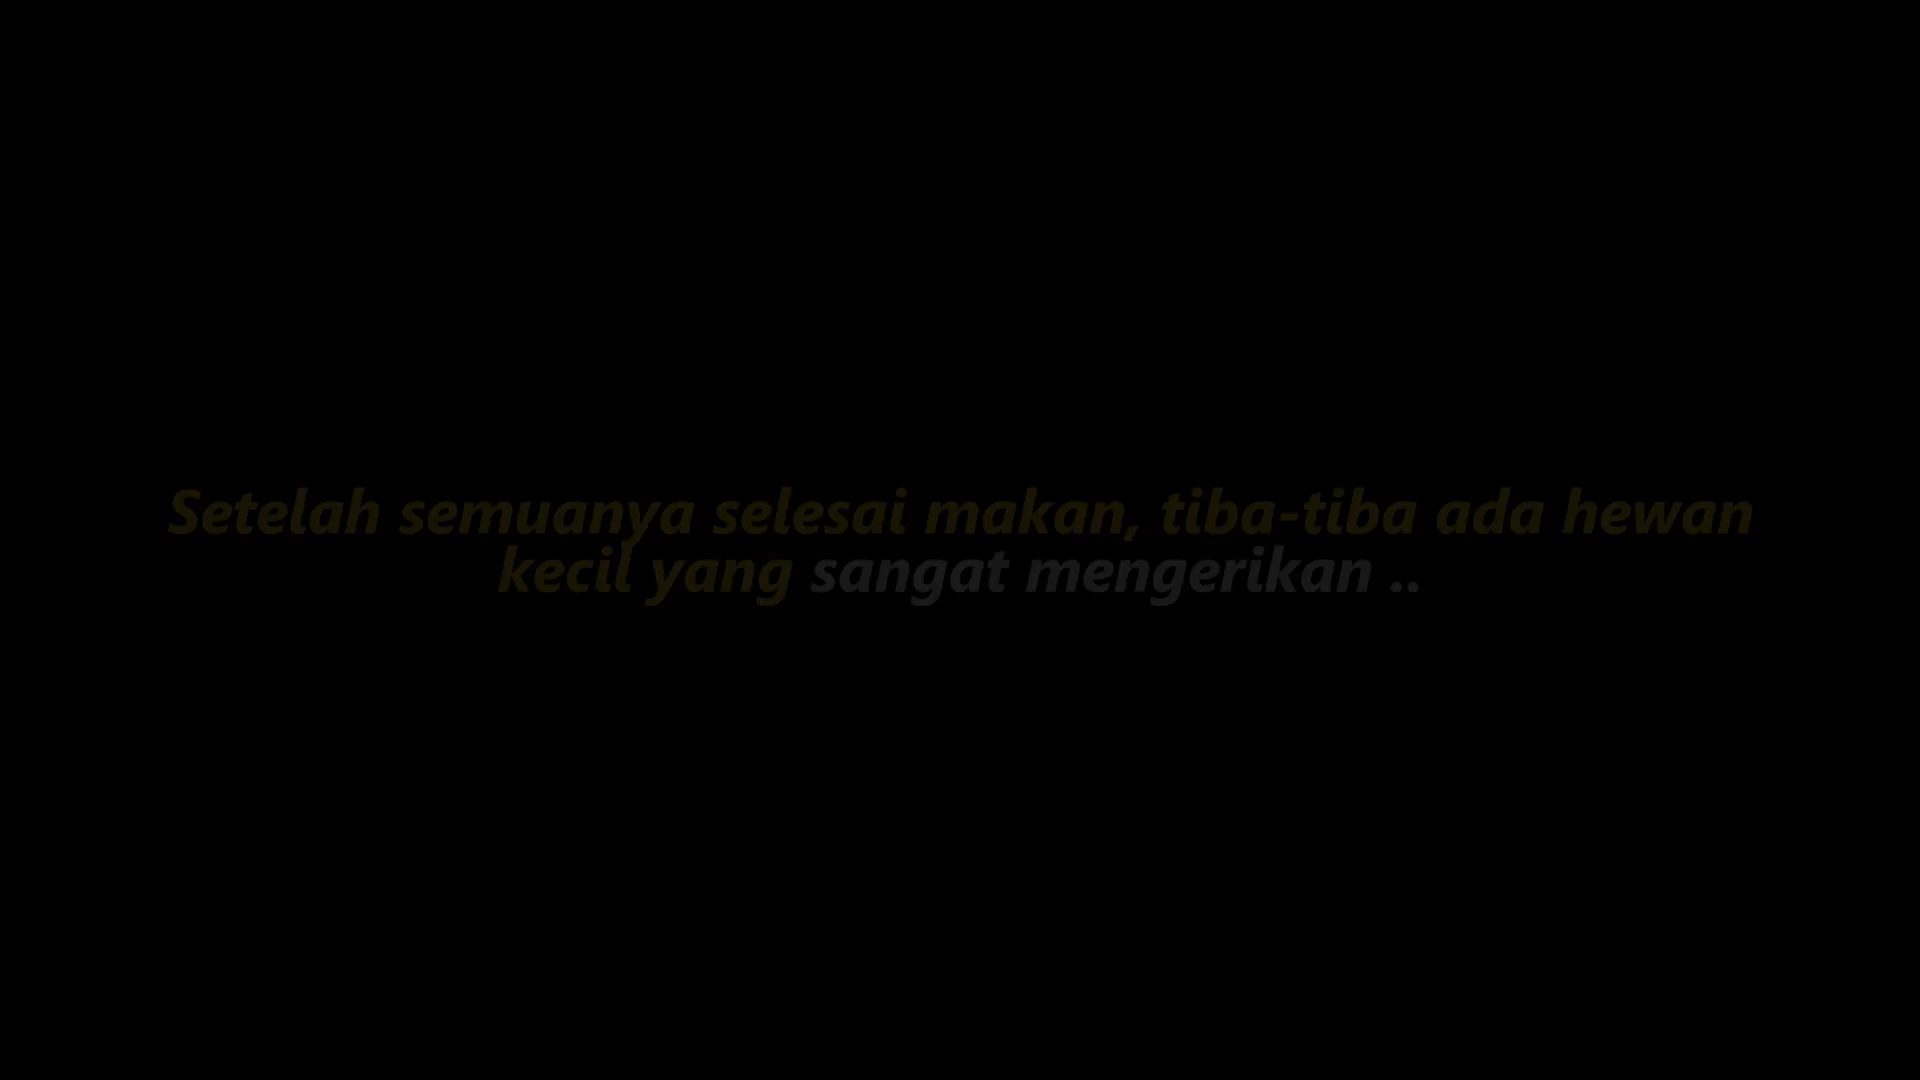 Setelah semuanya selesai makan, tiba-tiba ada hewan
kecil yang sangat mengerikan ..